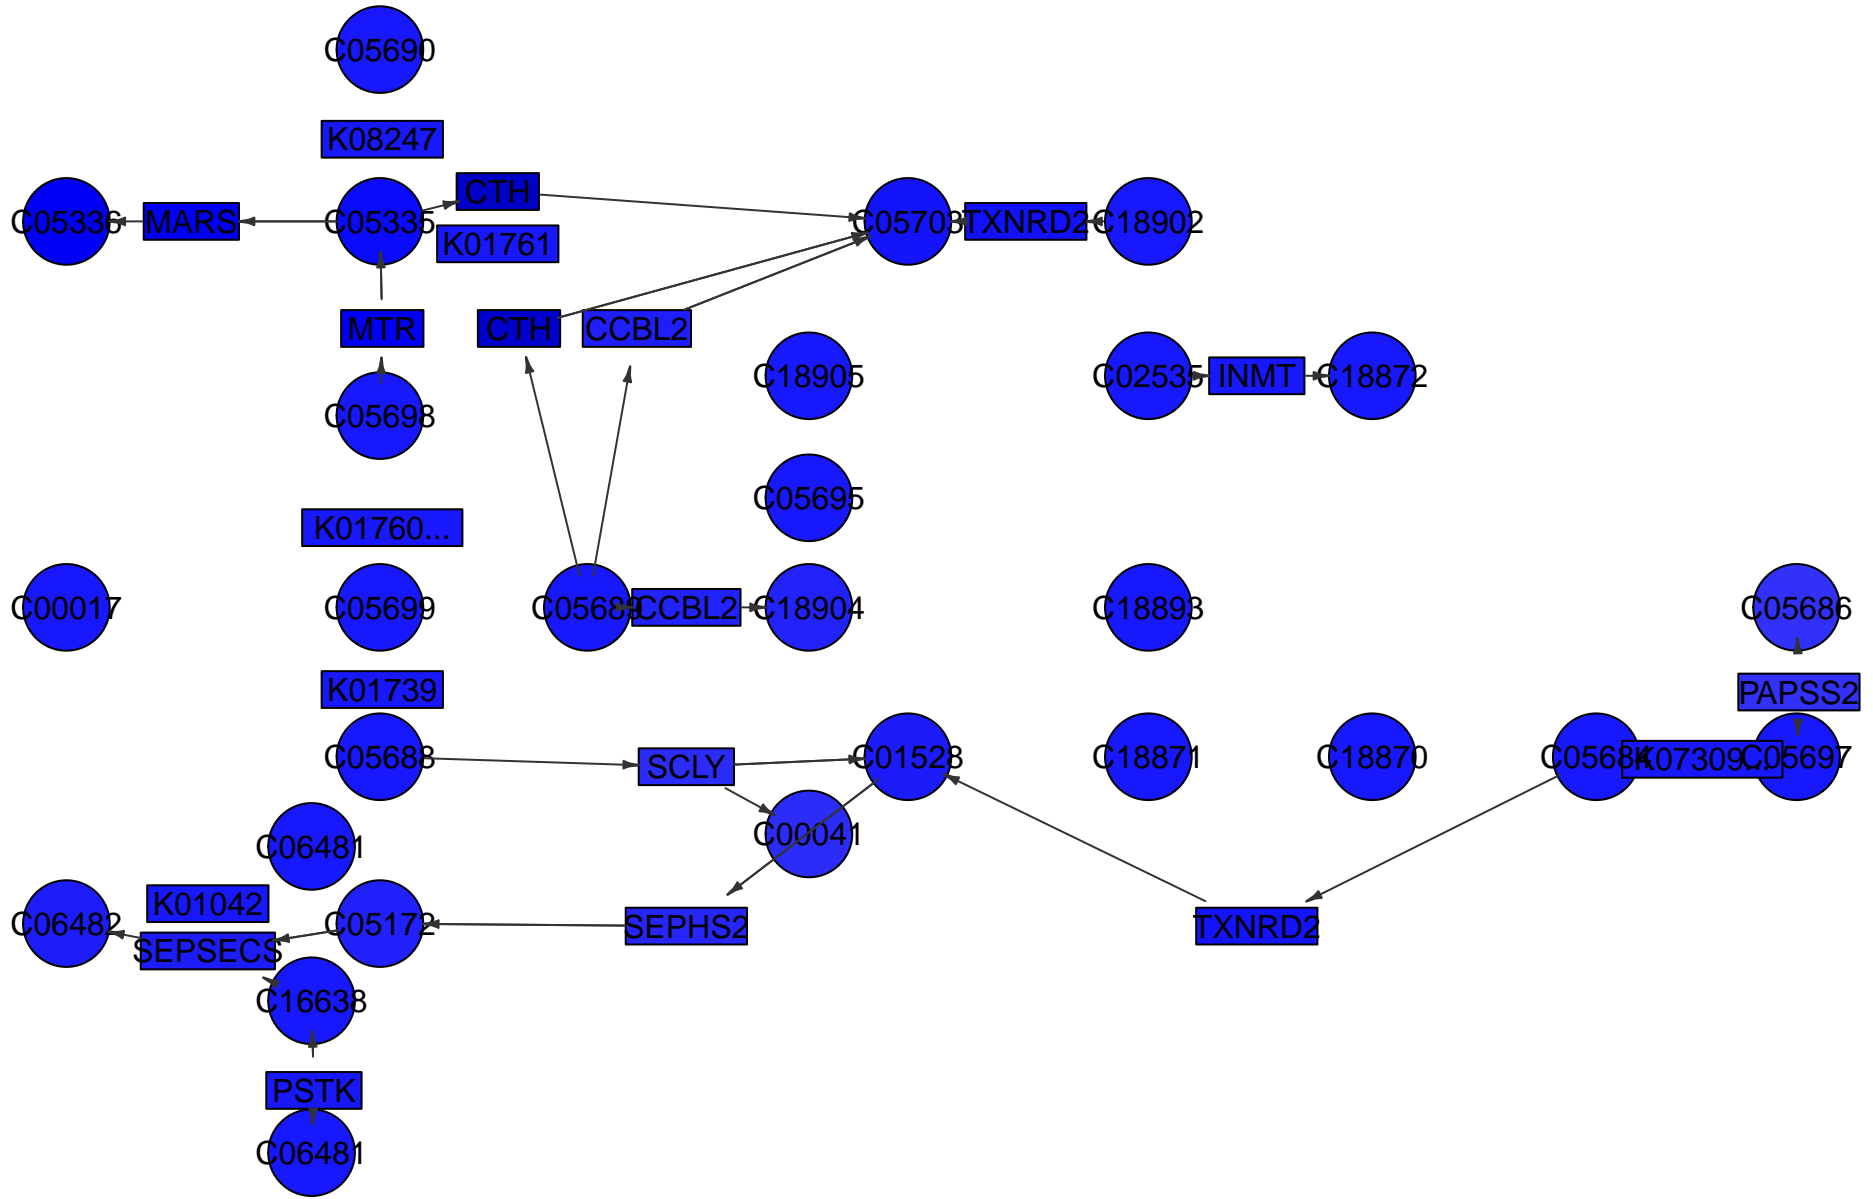 C05690
K08247
CTH
C05336
MARS
C05335
C05703
TXNRD2
C18902
K01761
MTR
CTH
CCBL2
C18905
C02535
INMT
C18872
C05698
C05695
K01760...
C00017
C05699
C05689
CCBL2
C18904
C18893
C05686
K01739
PAPSS2
C05688
SCLY
C01528
C18871
C18870
C05684
K07309...
C05697
C00041
C06481
K01042
C06482
C05172
SEPHS2
TXNRD2
SEPSECS
C16638
PSTK
C06481